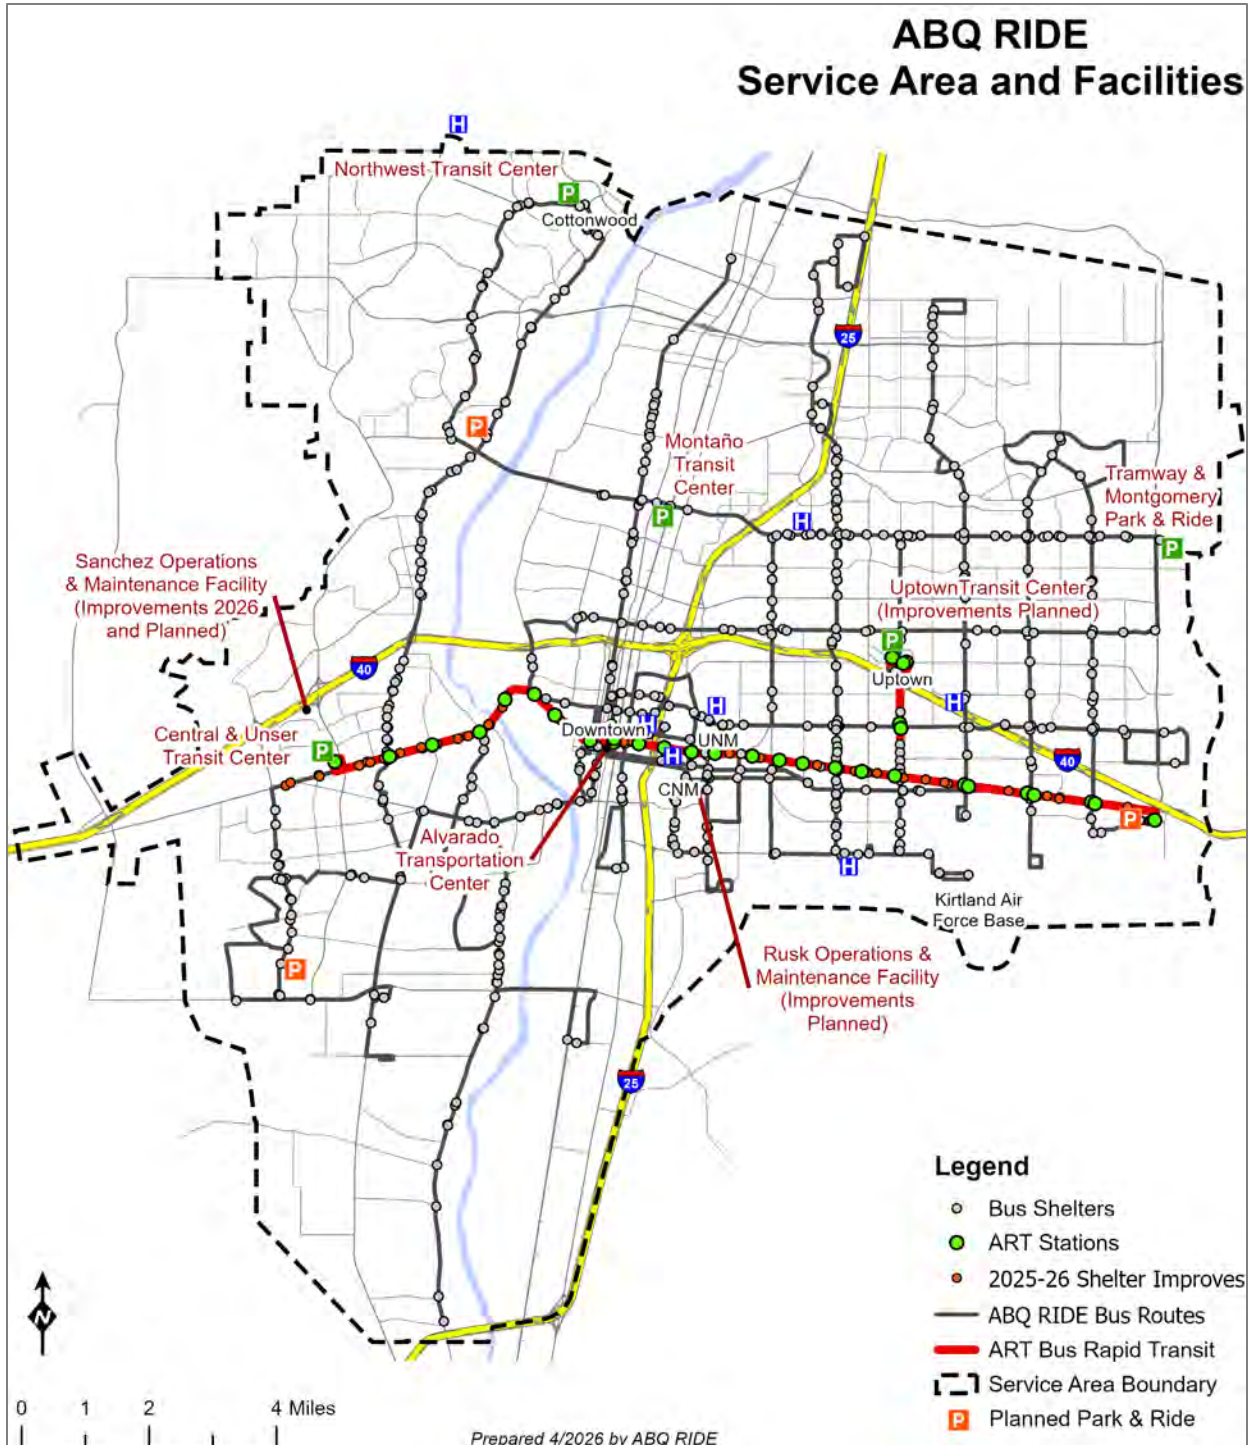 ABQ RIDE
Service Area and Facilities
H
Northwest Transit Center
P
Cottonwood
25
P
Montaño
Transit
Center
P
H
Tramway &
Montgomery
Park & Ride
P
Sanchez Operations
& Maintenance Facility
(Improvements 2026
and Planned)
Uptown Transit Center
(Improvements Planned)
P
40
Uptown
H
H
Central & Unser
Transit Center
P
Downtown
H
UNM
H
40
CNM
P
Alvarado
Transportation
Center
H
Kirtland Air
Force Base
P
Rusk Operations &
Maintenance Facility
(Improvements
Planned)
25
Legend
Bus Shelters
ART Stations
2025-26 Shelter Improves
ABQ RIDE Bus Routes
ART Bus Rapid Transit
Service Area Boundary
P Planned Park & Ride
N
0 1 2 4 Miles
Prepared 4/2026 by ABQ RIDE